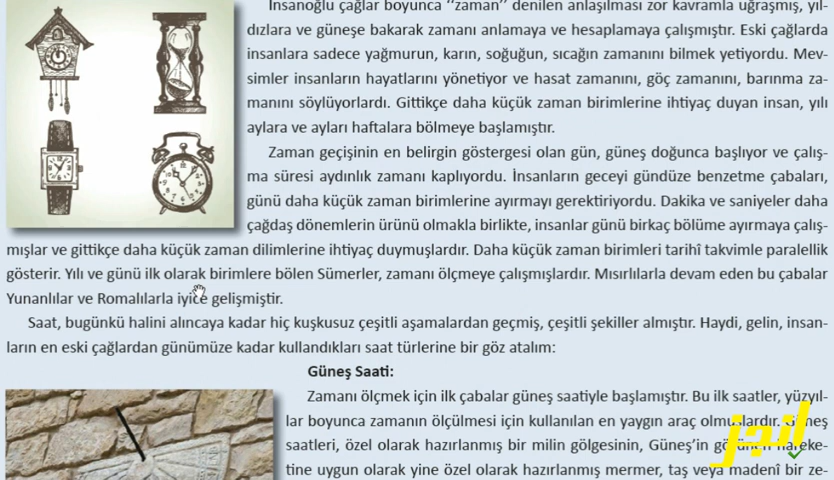 İnsanoğlu çağlar boyunca “zaman” denilen anlaşılması zor kavramla uğraşmış, yıl-
dızlara ve güneşe bakarak zamanı anlamaya ve hesaplamaya çalışmıştır. Eski çağlarda
insanlara sadece yağmurun, karın, soğuğun, sıcağın zamanını bilmek yetiyordu. Mev-
simler insanların hayatlarını yönetiyor ve hasat zamanını, göç zamanını, barınma za-
manını söylüyorlardı. Gittikçe daha küçük zaman birimlerine ihtiyaç duyan insan, yılı
aylara ve ayları haftalara bölmeye başlamıştır.
Zaman geçişinin en belirgin göstergesi olan gün, güneş doğunca başlıyor ve çalış-
ma süresi aydınlık zamanı kaplıyordu. İnsanların geceyi gündüze benzetme çabaları,
günü daha küçük zaman birimlerine ayırmayı gerektiriyordu. Dakika ve saniyeler daha
çağdaş dönemlerin ürünü olmakla birlikte, insanlar günü birkaç bölüme ayırmaya çalış-
mışlar ve gittikçe daha küçük zaman dilimlerine ihtiyaç duymuşlardır. Daha küçük zaman birimleri tarihî takvimle paralellik
gösterir. Yılı ve günü ilk olarak birimlere bölen Sümerler, zamanı ölçmeye çalışmışlardır. Mısırlılarla devam eden bu çabalar
Yunanlılar ve Romalılarla iyice gelişmiştir.
Saat, bugünkü halini alıncaya kadar hiç kuşkusuz çeşitli aşamalardan geçmiş, çeşitli şekiller almıştır. Haydi, gelin, insan-
ların en eski çağlardan günümüze kadar kullandıkları saat türlerine bir göz atalım:
Güneş Saati:
Zamanı ölçmek için ilk çabalar güneş saatiyle başlamıştır. Bu ilk saatler, yüzyıl-
lar boyunca zamanın ölçülmesi için kullanılan en yaygın araç olmuşlardır. Güneş
saatleri, özel olarak hazırlanmış bir milin gölgesinin, Güneş’in görünen hareke-
tine uygun olarak yine özel olarak hazırlanmış mermer, taş veya madenî bir ze-
انجز